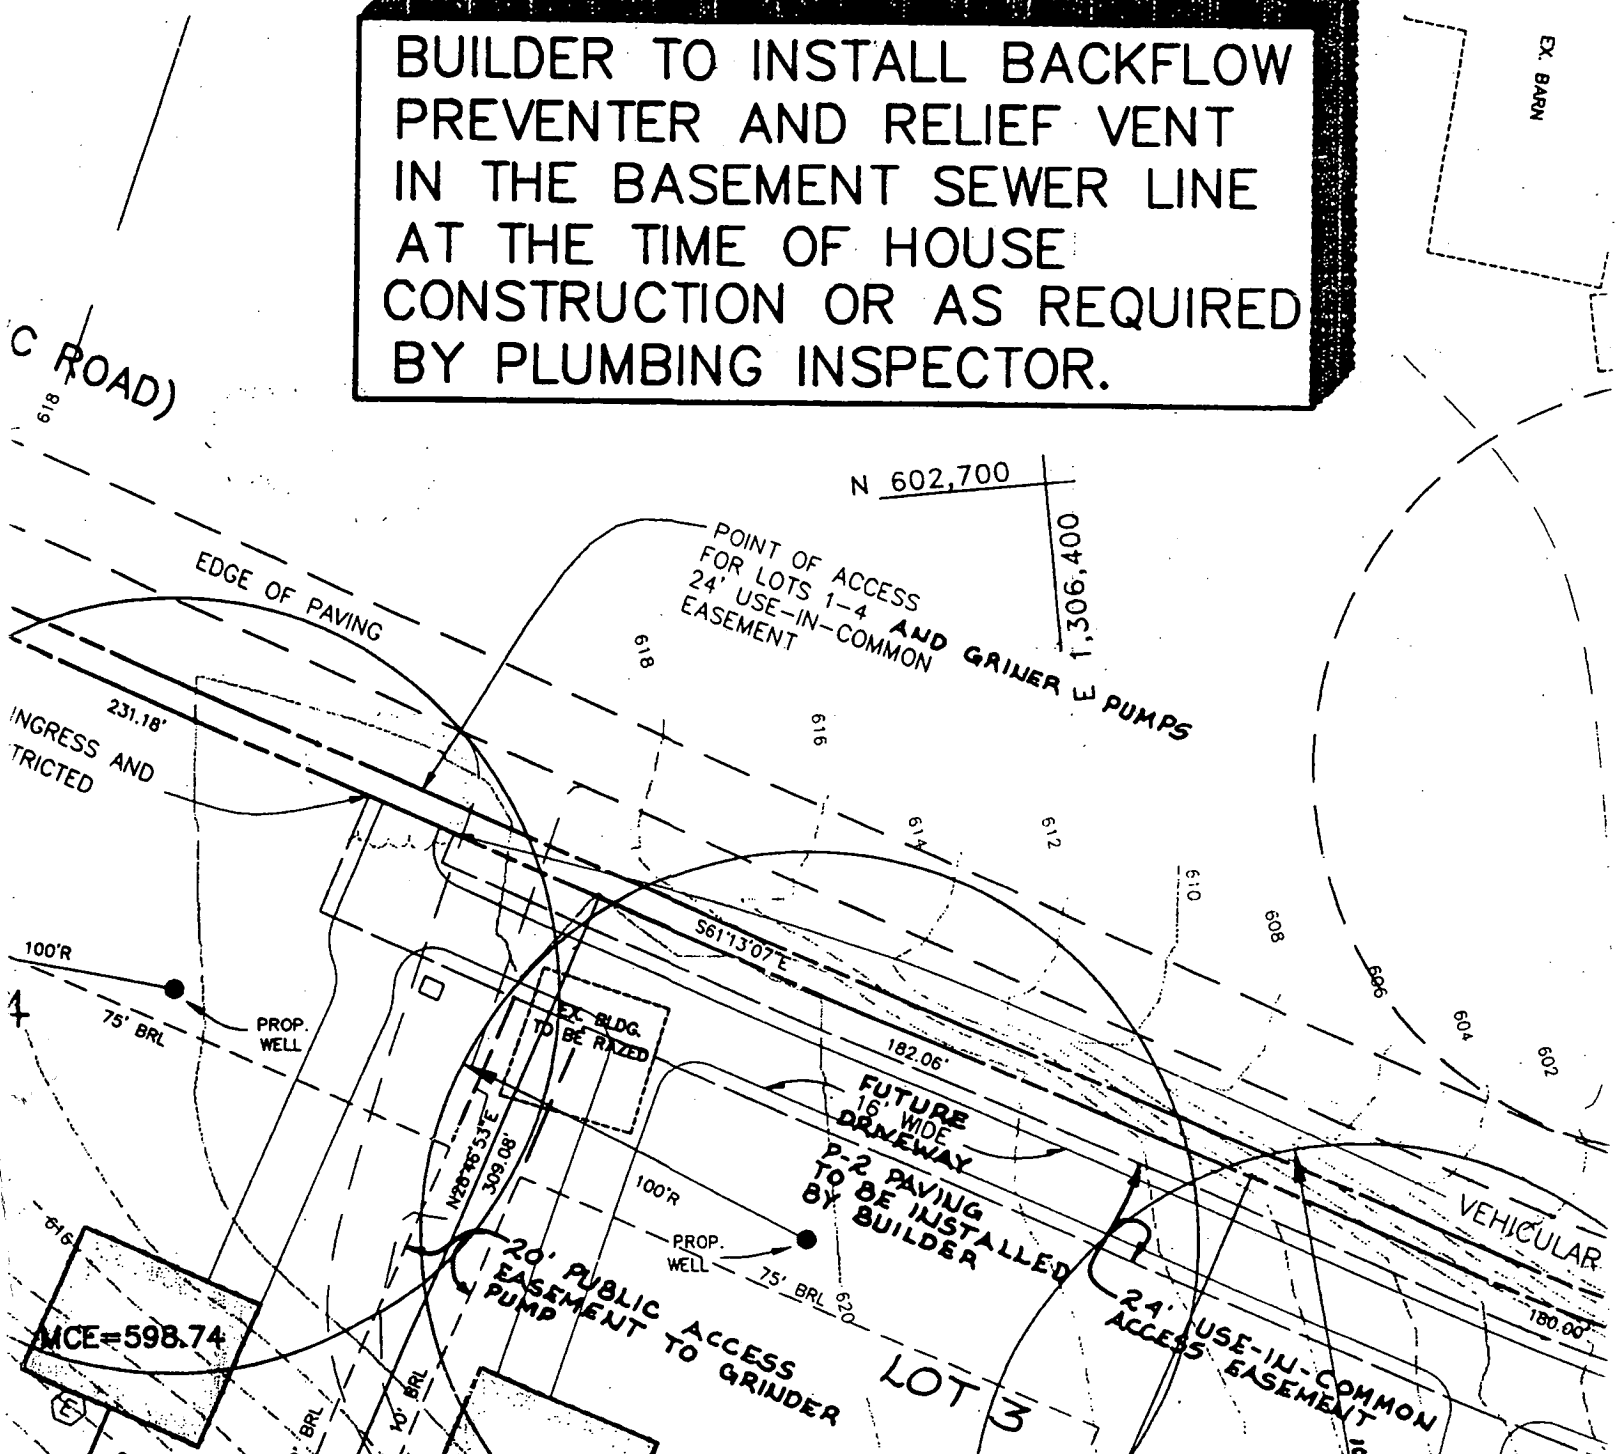 BUILDER TO INSTALL BACKFLOW
PREVENTER AND RELIEF VENT
IN THE BASEMENT SEWER LINE
AT THE TIME OF HOUSE
CONSTRUCTION OR AS REQUIRED
BY PLUMBING INSPECTOR.
EX. BARN
C ROAD)
618
N 602,700
E 1,306,400
POINT OF ACCESS
FOR LOTS 1-4 AND GRINER PUMPS
24' USE-IN-COMMON
EASEMENT
EDGE OF PAVING
618
616
614
612
610
608
606
604
602
231.18'
INGRESS AND
TRICTED
S61°13'07"E
182.06'
100'R
75' BRL
PROP.
WELL
4
EX. BLDG.
TO BE RAZED
N28°46'53"E
309.08'
FUTURE
16' WIDE
DRIVEWAY
P-2 PAVING
TO BE INSTALLED
BY BUILDER
100'R
PROP.
WELL
75' BRL
620
VEHICULAR
180.00'
24' USE-IN-COMMON
ACCESS EASEMENT
20' PUBLIC ACCESS
EASEMENT TO GRINDER
PUMP
616
MCE=598.74
E
BRL
10' BRL
LOT 3